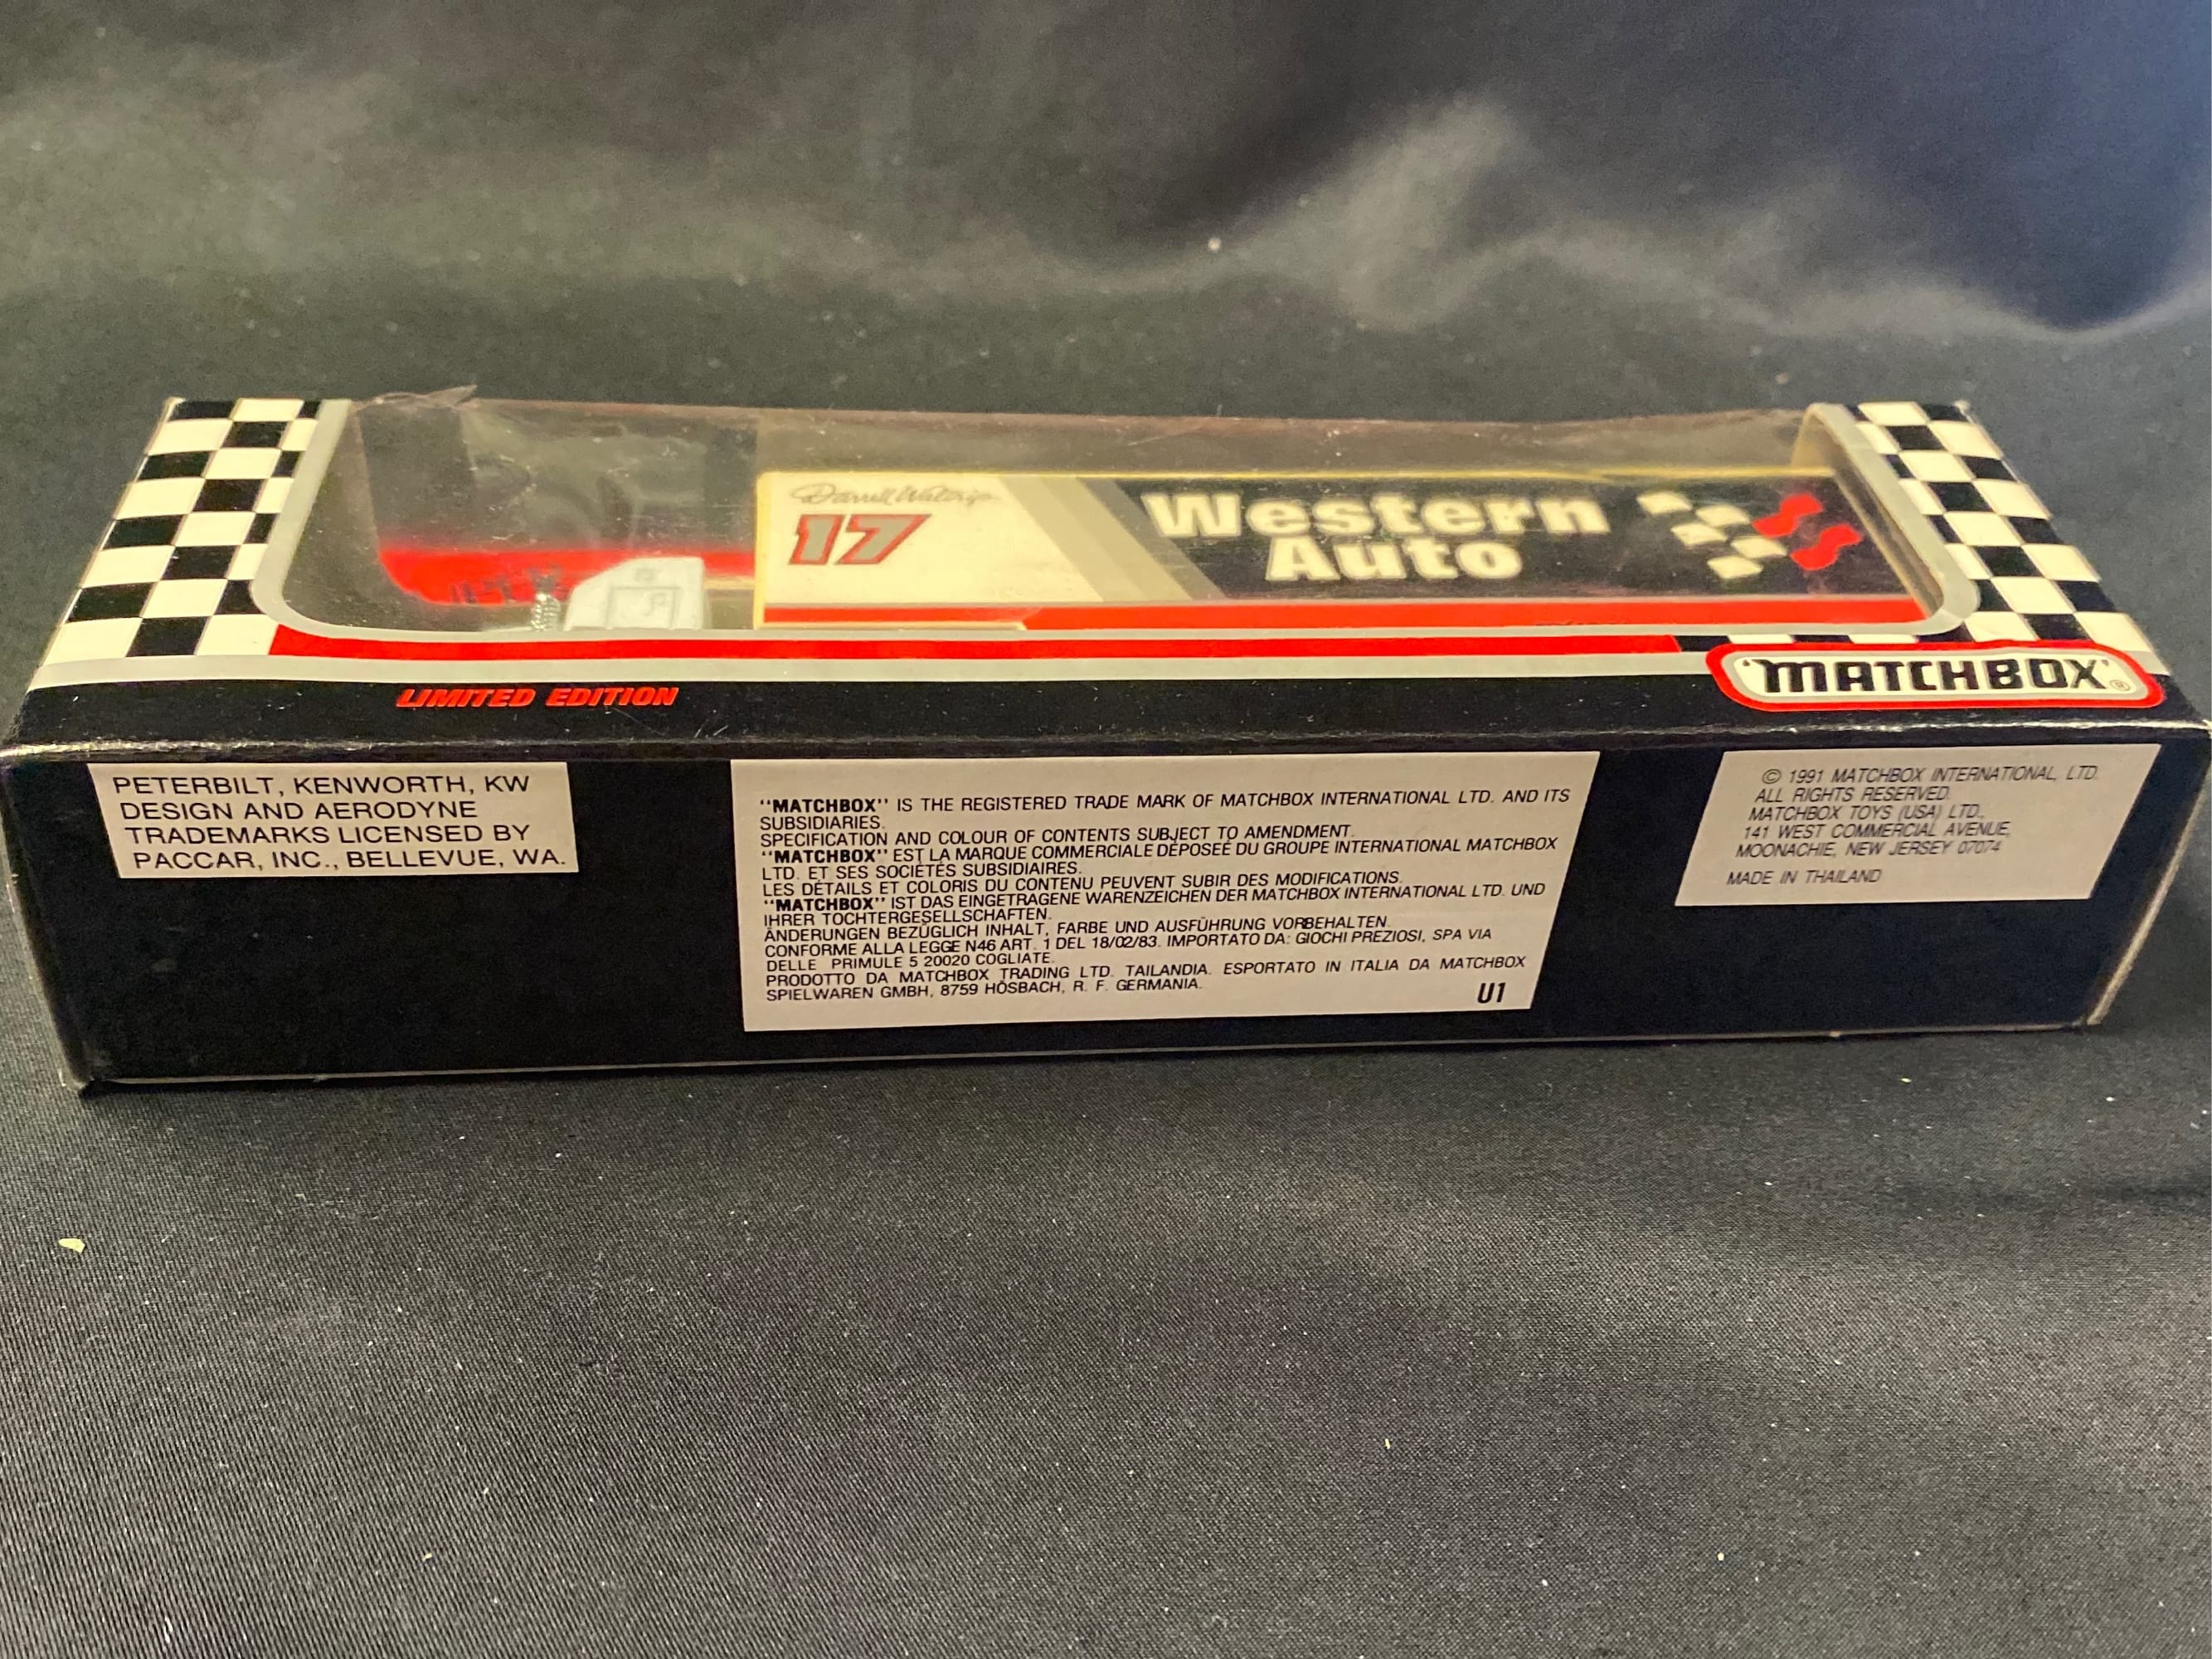 Darrell Waltrip
17
Western
Auto
LIMITED EDITION
"MATCHBOX"®
PETERBILT, KENWORTH, KW
DESIGN AND AERODYNE
TRADEMARKS LICENSED BY
PACCAR, INC., BELLEVUE, WA.
"MATCHBOX" IS THE REGISTERED TRADE MARK OF MATCHBOX INTERNATIONAL LTD. AND ITS
SUBSIDIARIES.
SPECIFICATION AND COLOUR OF CONTENTS SUBJECT TO AMENDMENT.
"MATCHBOX" EST LA MARQUE COMMERCIALE DÉPOSÉE DU GROUPE INTERNATIONAL MATCHBOX
LTD. ET SES SOCIÉTÉS SUBSIDIAIRES.
LES DÉTAILS ET COLORIS DU CONTENU PEUVENT SUBIR DES MODIFICATIONS.
"MATCHBOX" IST DAS EINGETRAGENE WARENZEICHEN DER MATCHBOX INTERNATIONAL LTD. UND
IHRER TOCHTERGESELLSCHAFTEN.
ÄNDERUNGEN BEZÜGLICH INHALT, FARBE UND AUSFÜHRUNG VORBEHALTEN.
CONFORME ALLA LEGGE N46 ART. 1 DEL 18/02/83. IMPORTATO DA: GIOCHI PREZIOSI, SPA VIA
DELLE PRIMULE 5 20020 COGLIATE.
PRODOTTO DA MATCHBOX TRADING LTD. TAILANDIA. ESPORTATO IN ITALIA DA MATCHBOX
SPIELWAREN GMBH, 8759 HÖSBACH, R. F. GERMANIA.
U1
© 1991 MATCHBOX INTERNATIONAL, LTD.
ALL RIGHTS RESERVED.
MATCHBOX TOYS (USA) LTD.,
141 WEST COMMERCIAL AVENUE,
MOONACHIE, NEW JERSEY 07074
MADE IN THAILAND